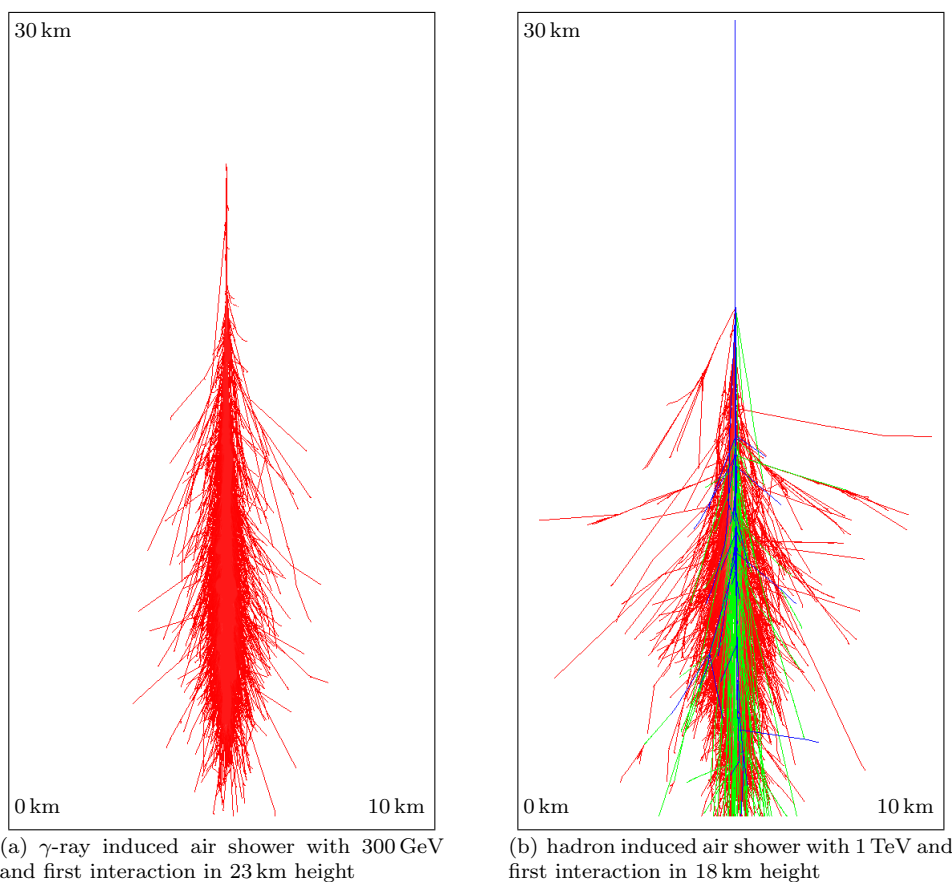 30 km
0 km
10 km
(a) γ-ray induced air shower with 300 GeV
and first interaction in 23 km height
30 km
0 km
10 km
(b) hadron induced air shower with 1 TeV and
first interaction in 18 km height